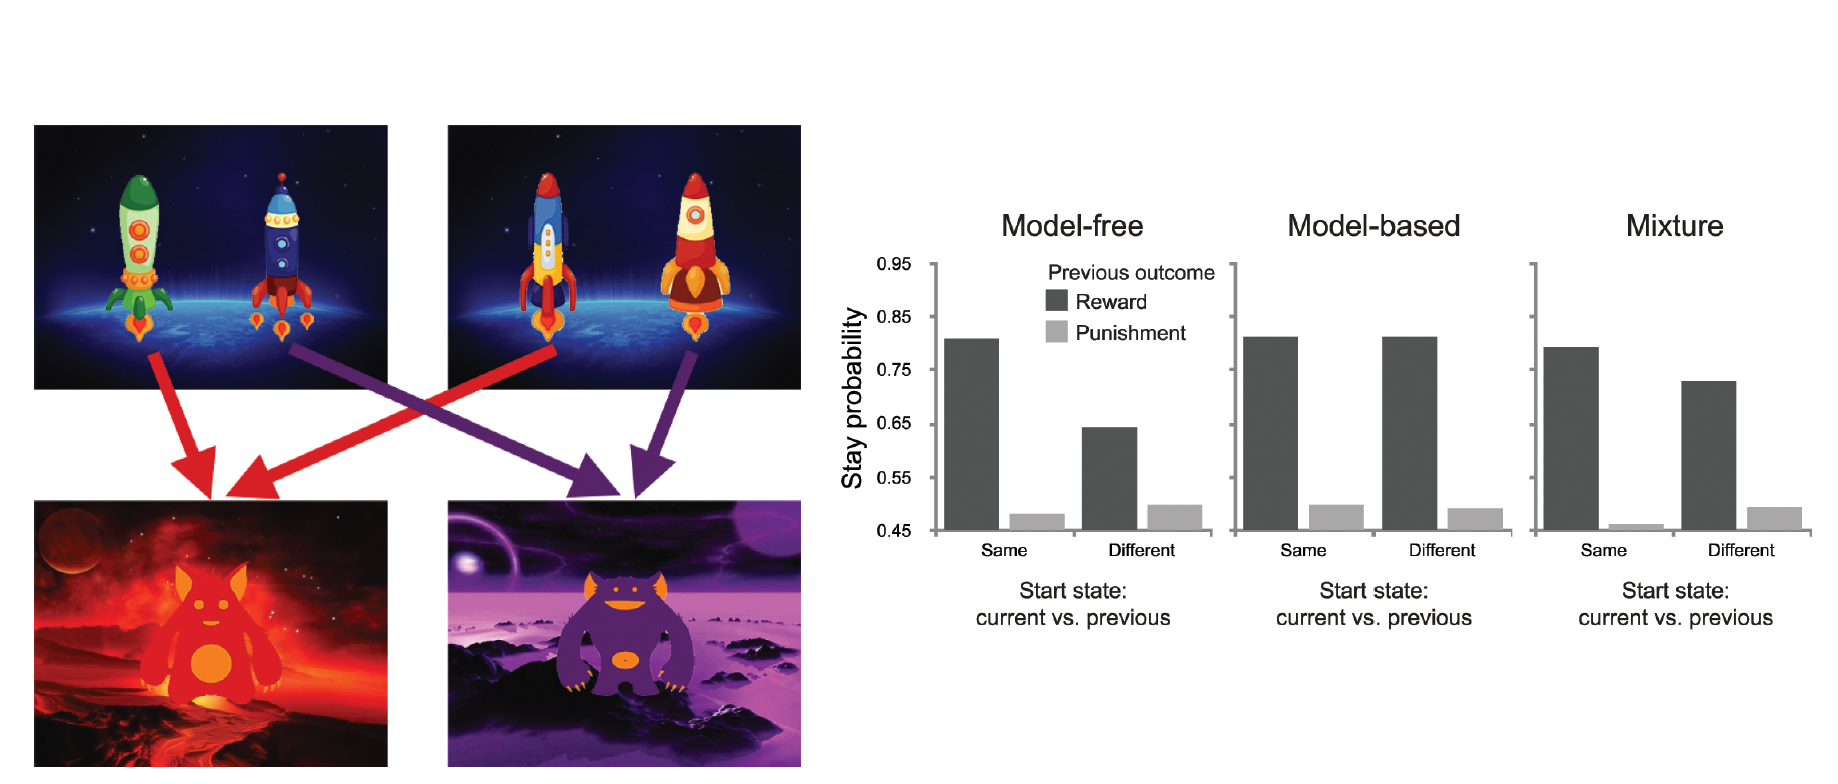 Model-free
Model-based
Mixture
Stay probability
0.95
0.85
0.75
0.65
0.55
0.45
Previous outcome
Reward
Punishment
Same
Different
Same
Different
Same
Different
Start state:
current vs. previous
Start state:
current vs. previous
Start state:
current vs. previous